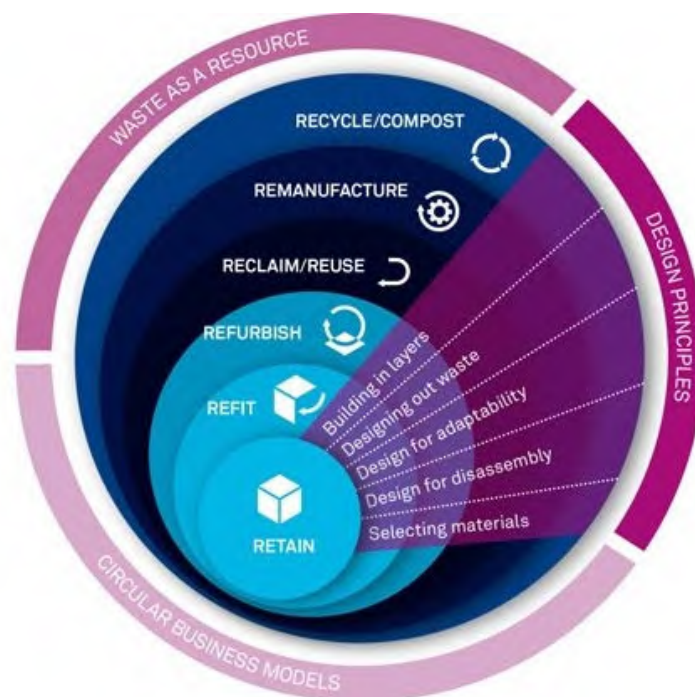 WASTE AS A RESOURCE
RECYCLE/COMPOST
REMANUFACTURE
RECLAIM/REUSE
REFURBISH
REFIT
RETAIN
Building in layers
Designing out waste
Design for adaptability
Design for disassembly
Selecting materials
DESIGN PRINCIPLES
CIRCULAR BUSINESS MODELS